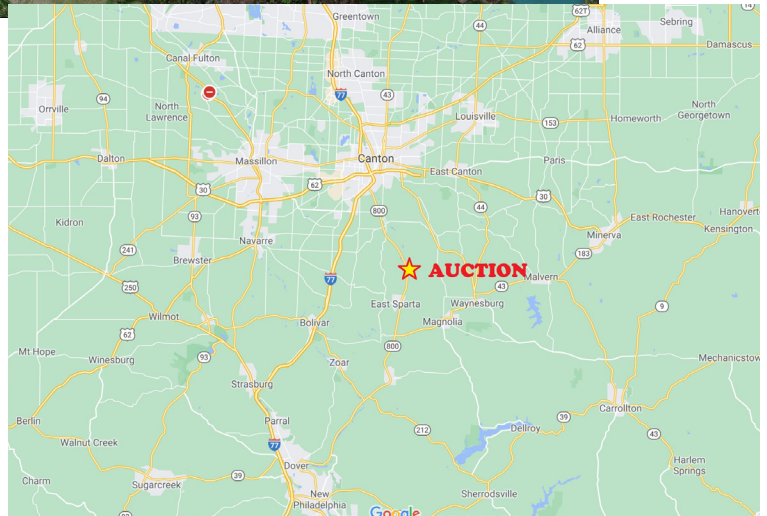 Greentown
62T
14
44
Alliance
Sebring
62
Damascus
Canal Fulton
North Canton
77
43
94
Orrville
North
Lawrence
Louisville
North
Georgetown
153
Homeworth
Dalton
Massillon
Canton
Paris
East Canton
30
62
30
93
800
44
Kidron
East Rochester
Hanoverto
Kensington
Minerva
Navarre
241
Brewster
183
AUCTION
77
Malvern
43
250
East Sparta
Waynesburg
9
Wilmot
Bolivar
Magnolia
62
800
Mt Hope
Winesburg
93
Zoar
Mechanicstow
Strasburg
Carrollton
39
Berlin
Parral
212
Dellroy
43
Walnut Creek
77
Harlem
Springs
Dover
39
Charm
Sugarcreek
New
Philadelphia
Sherrodsville
Google